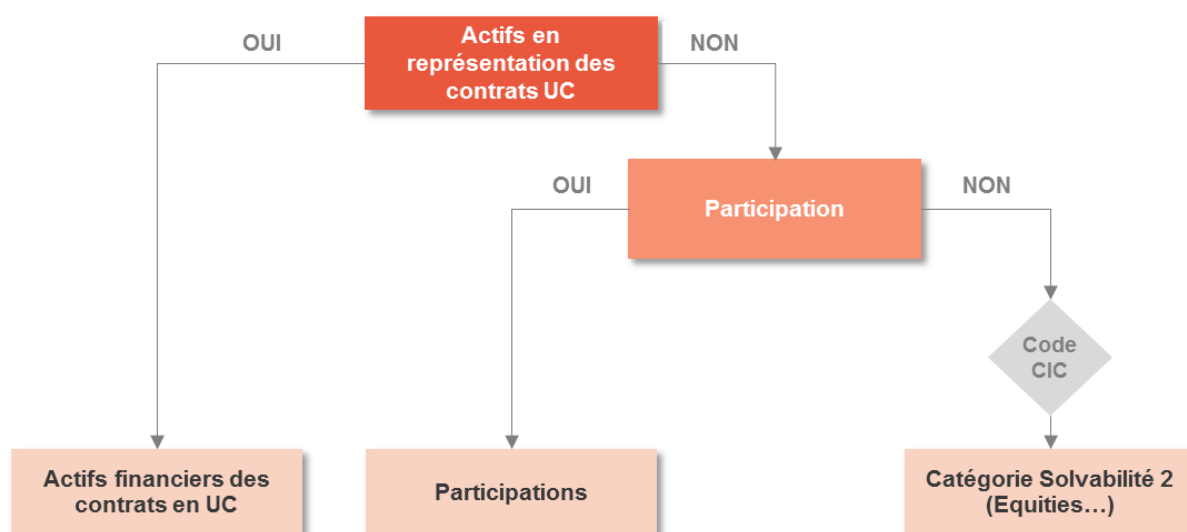 OUI
Actifs en
représentation des
contrats UC
NON
OUI
Participation
NON
Code
CIC
Actifs financiers des
contrats en UC
Participations
Catégorie Solvabilité 2
(Equities…)